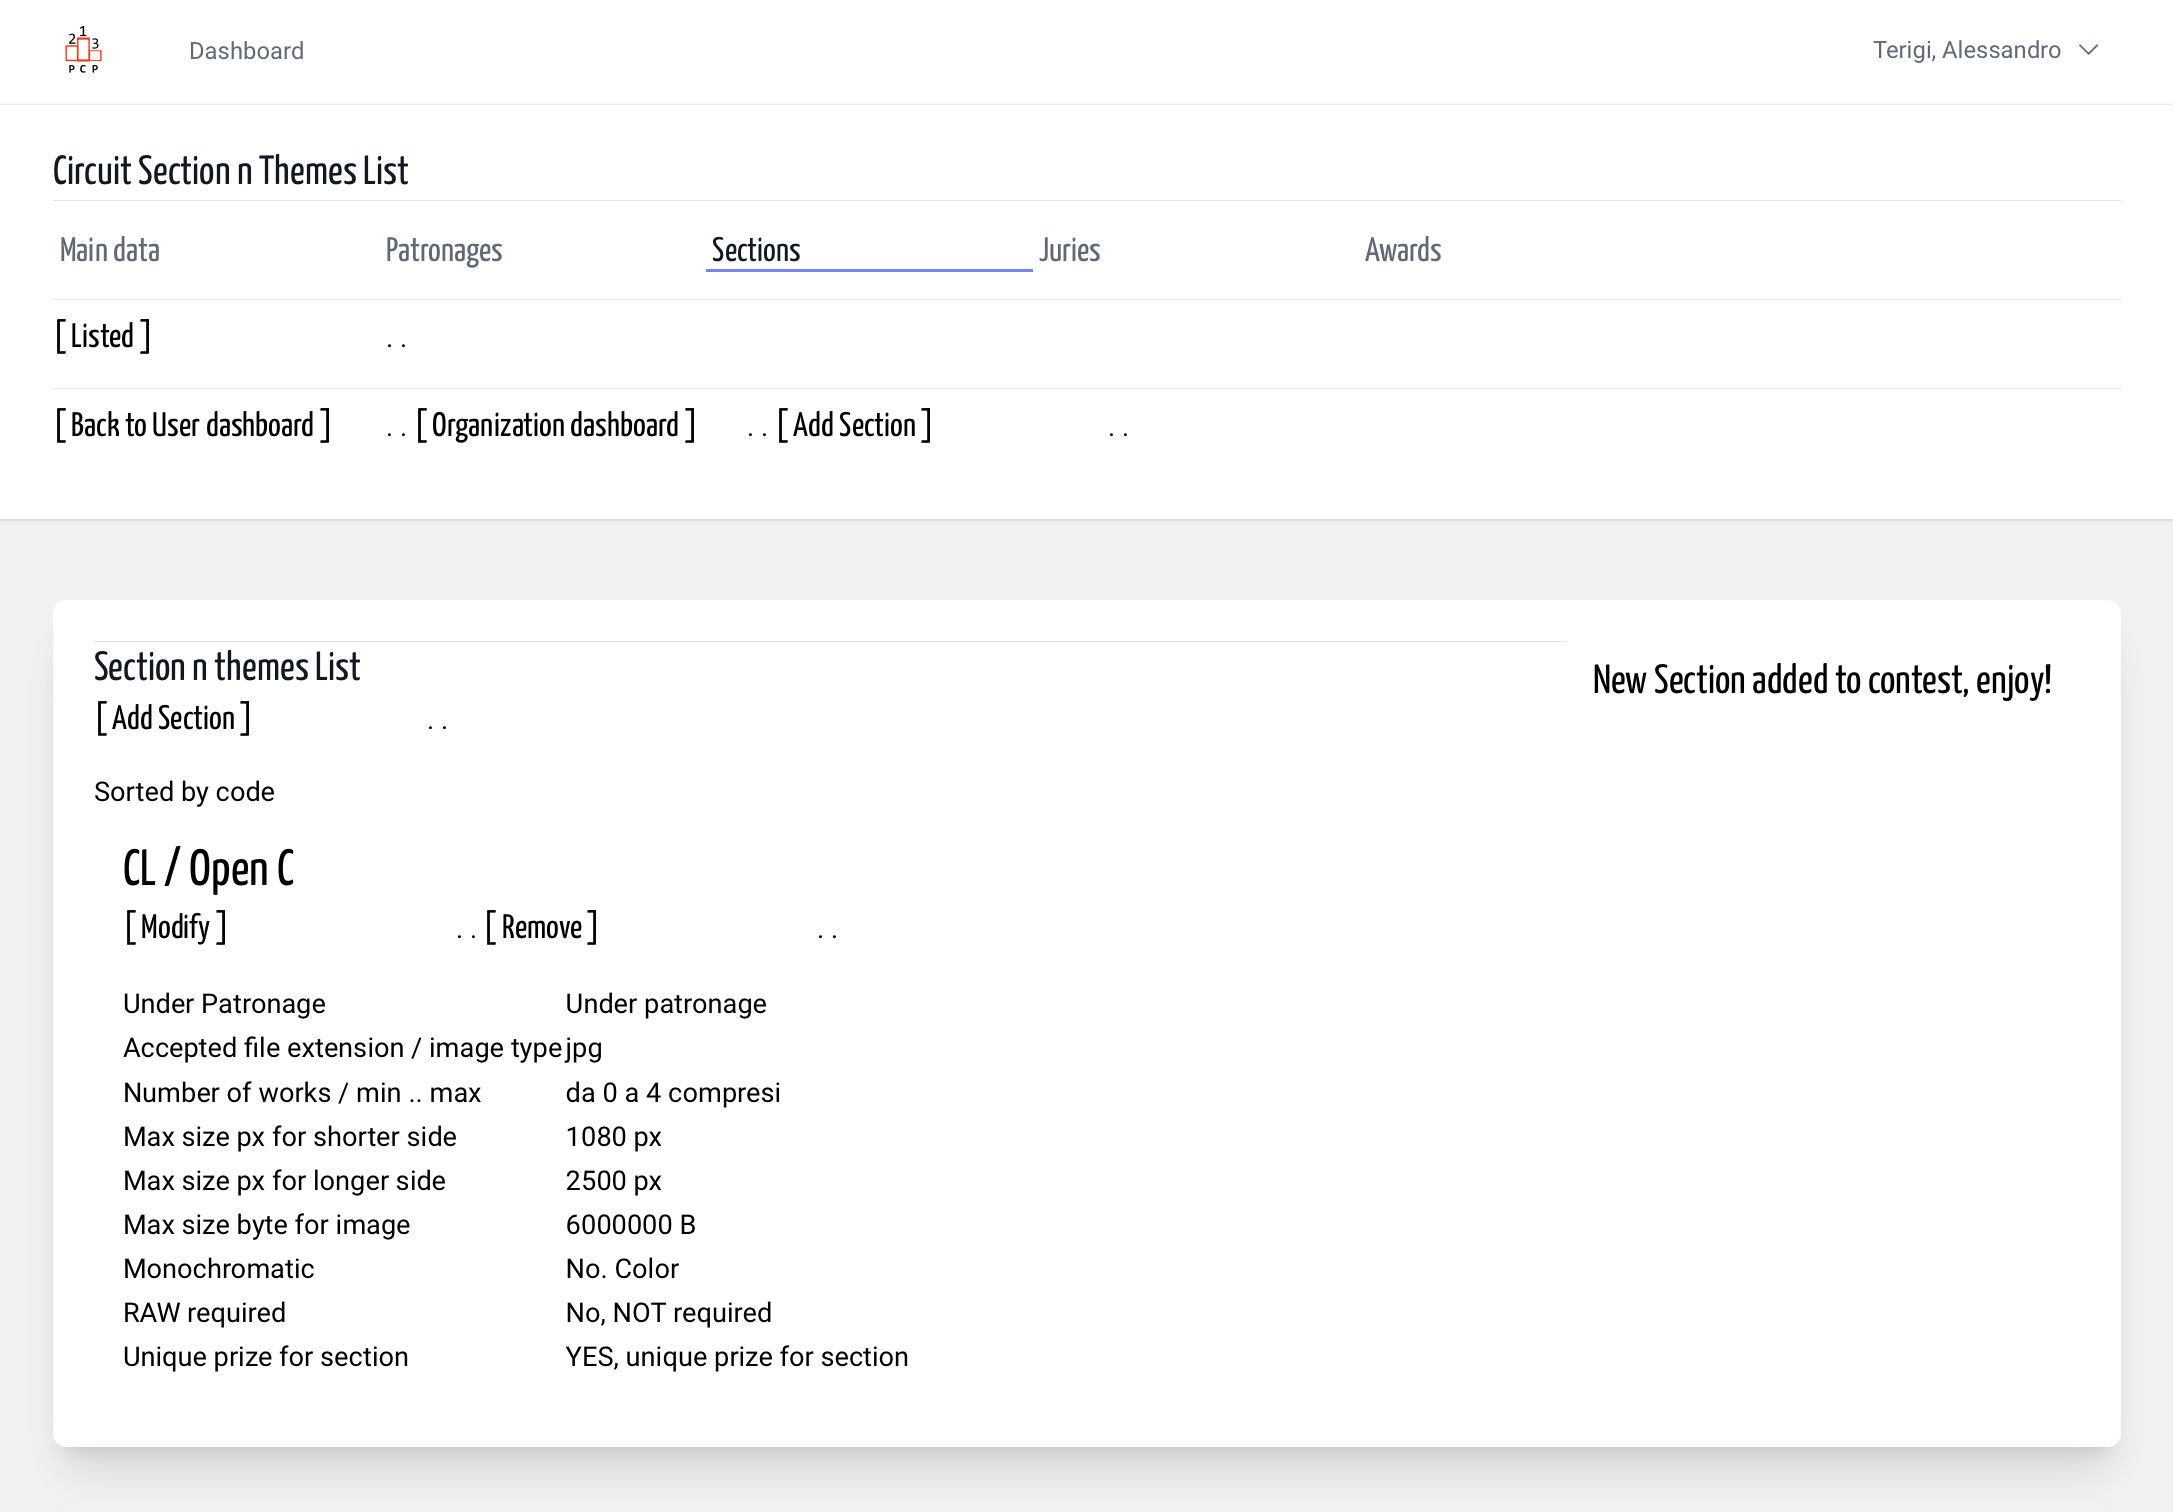 213
PCP
Dashboard
Terigi, Alessandro
Circuit Section n Themes List
Main data Patronages Sections Juries Awards
[ Listed ] . .
[ Back to User dashboard ] . . [ Organization dashboard ] . . [ Add Section ] . .
Section n themes List
New Section added to contest, enjoy!
[ Add Section ] . .
Sorted by code
CL / Open C
[ Modify ] . . [ Remove ] . .
Under Patronage Under patronage
Accepted file extension / image type jpg
Number of works / min .. max da 0 a 4 compresi
Max size px for shorter side 1080 px
Max size px for longer side 2500 px
Max size byte for image 6000000 B
Monochromatic No. Color
RAW required No, NOT required
Unique prize for section YES, unique prize for section